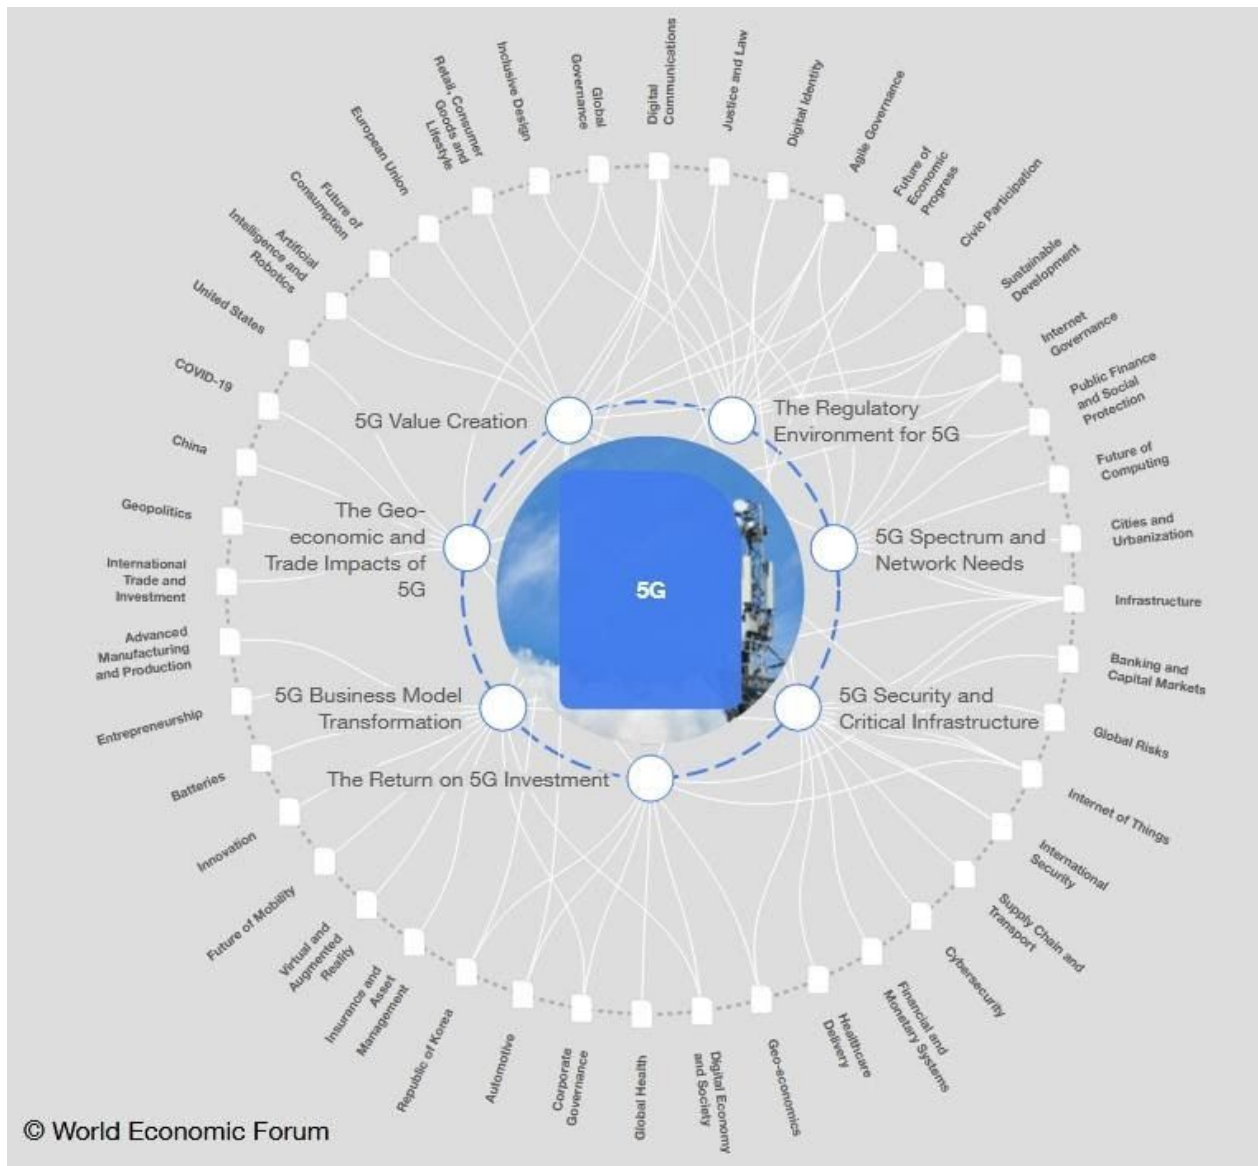 Digital
Communications
Justice and Law
Digital Identity
Agile Governance
Future of
Economic
Progress
Civic Participation
Sustainable
Development
Internet
Governance
Public Finance
and Social
Protection
Future of
Computing
Cities and
Urbanization
Infrastructure
Banking and
Capital Markets
Global Risks
Internet of Things
International
Security
Supply Chain and
Transport
Cybersecurity
Financial and
Monetary Systems
Healthcare
Delivery
Geo-economics
Digital Economy
and Society
Global Health
Corporate
Governance
Automotive
Republic of Korea
Insurance and
Asset
Management
Virtual and
Augmented
Reality
Future of Mobility
Innovation
Batteries
Entrepreneurship
Advanced
Manufacturing
and Production
International
Trade and
Investment
Geopolitics
China
COVID-19
United States
Artificial
Intelligence and
Robotics
Future of
Consumption
European Union
Retail, Consumer
Goods and
Lifestyle
Inclusive Design
Global
Governance
5G Value Creation
The Regulatory
Environment for 5G
The Geo-
economic and
Trade Impacts of
5G
5G Spectrum and
Network Needs
5G
5G Business Model
Transformation
5G Security and
Critical Infrastructure
The Return on 5G Investment
© World Economic Forum